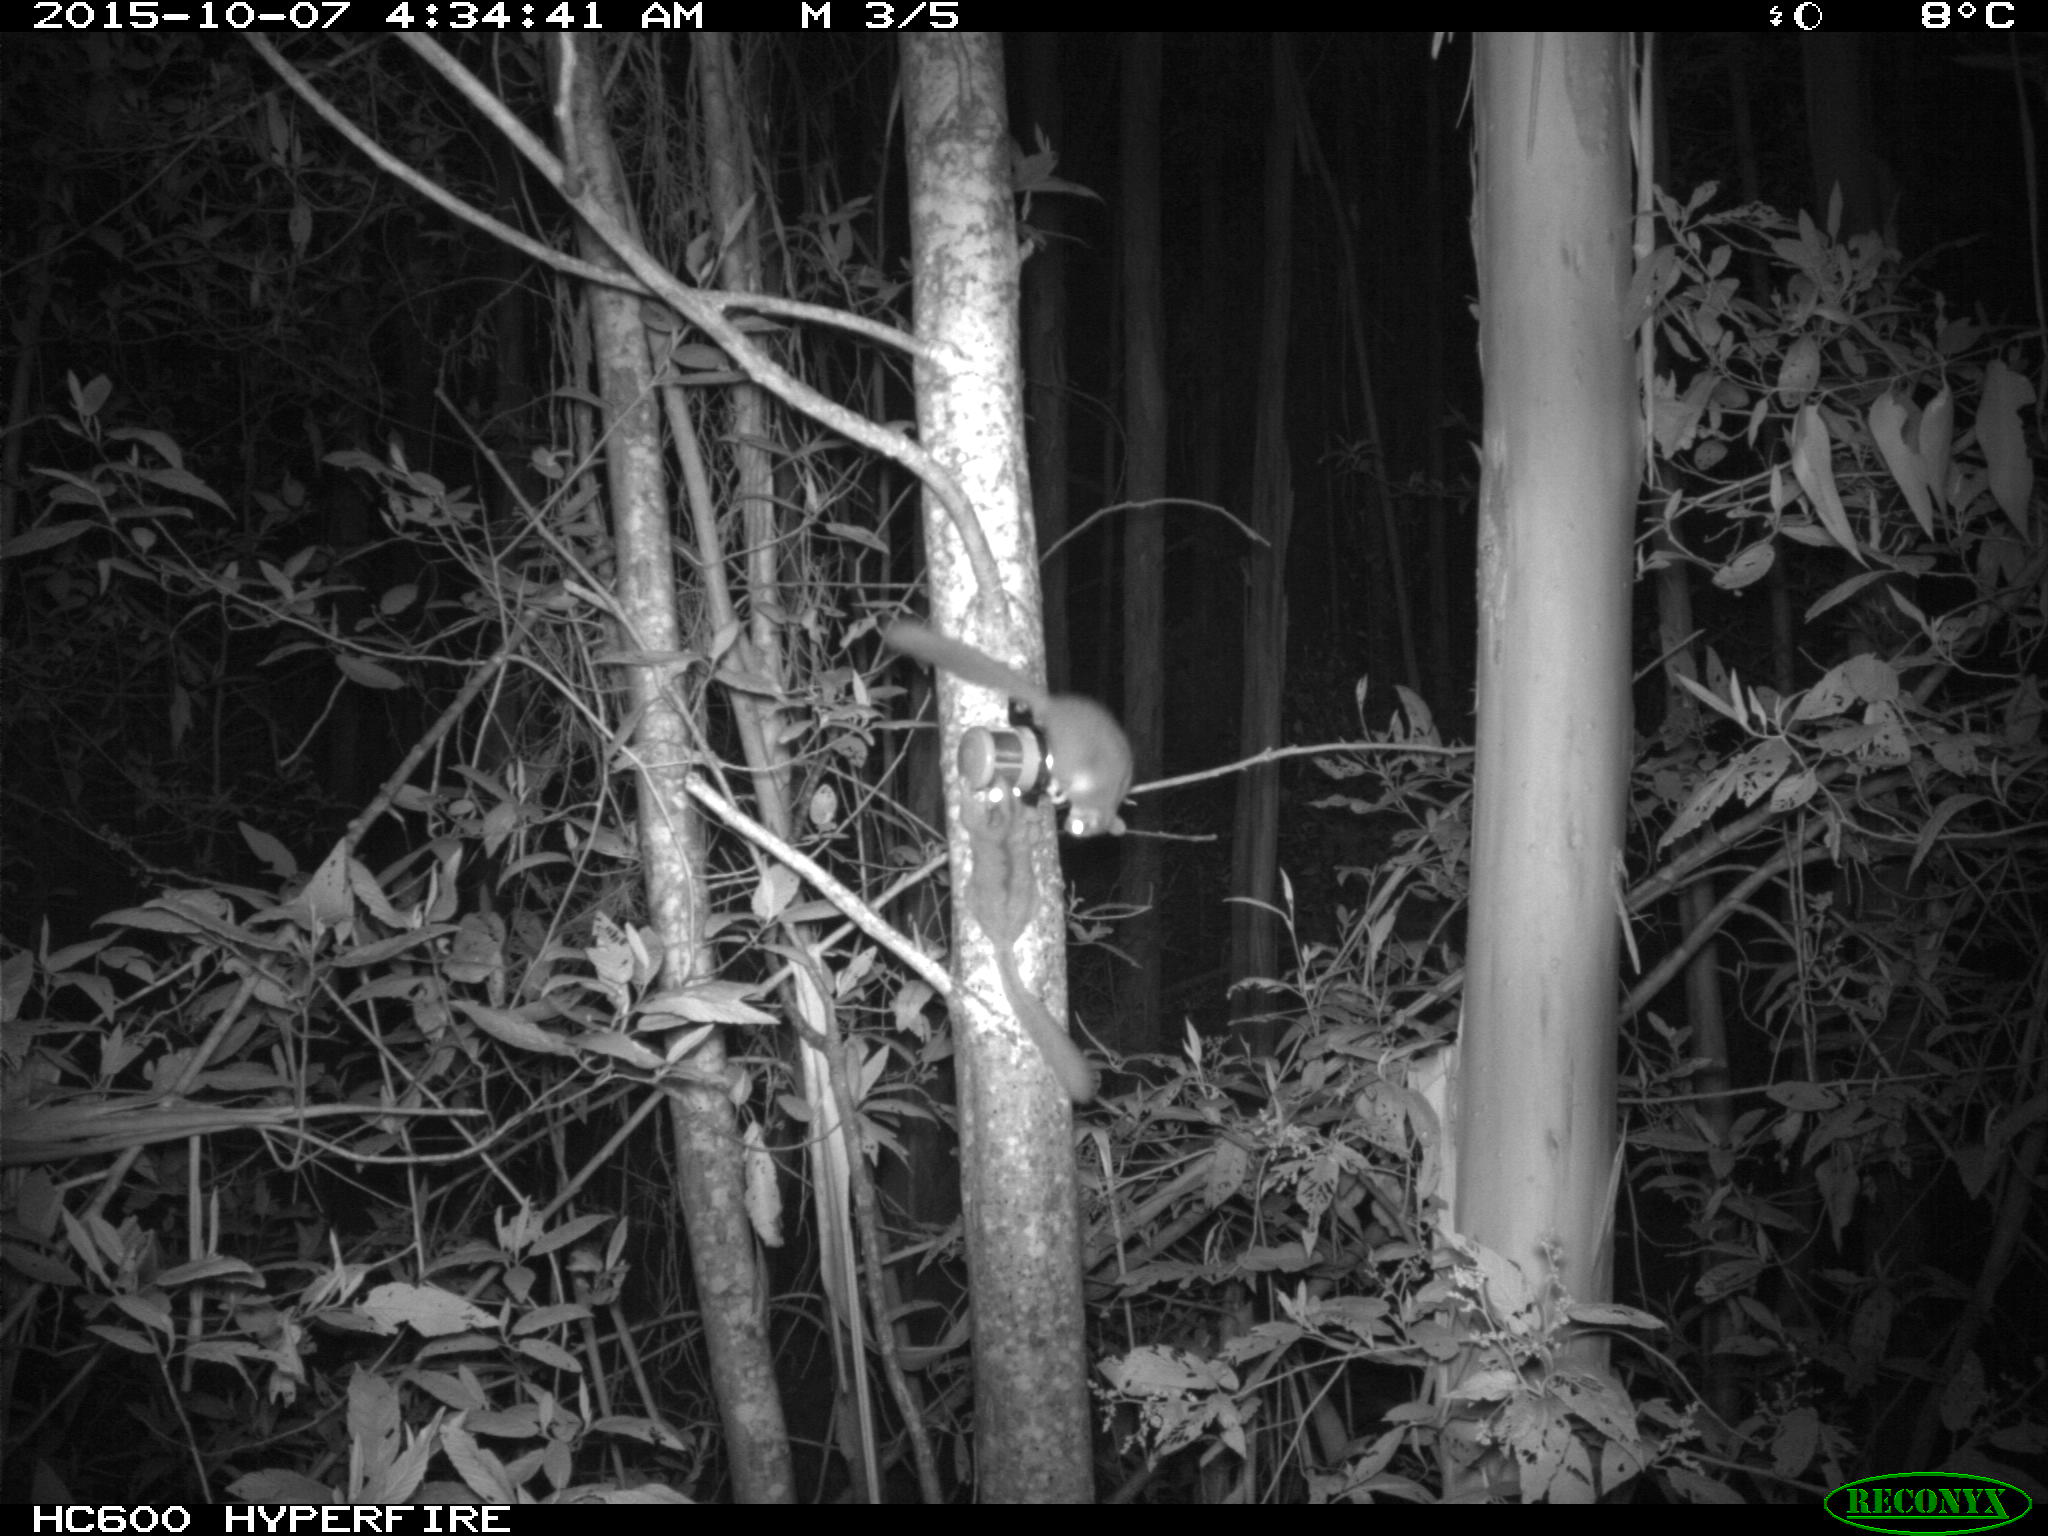 2015-10-07 4:34:41 AM M 3/5 8°C
HC600 HYPERFIRE
RECONYX